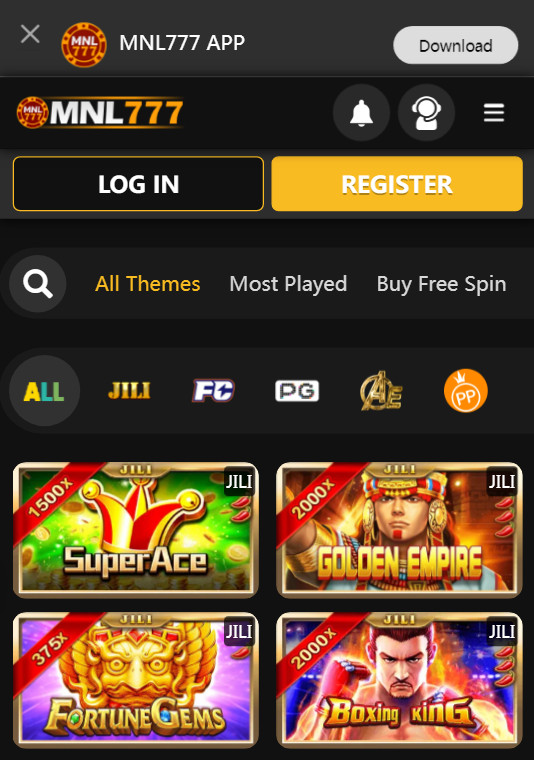 MNL777 APP
Download
MNL777
LOG IN
REGISTER
All Themes
Most Played
Buy Free Spin
ALL
JILI
FC
PG
AE
PP
JILI
1500x
JILI
SuperAce
JILI
2000x
JILI
GOLDEN EMPIRE
JILI
375x
JILI
FORTUNE GEMS
JILI
2000x
JILI
Boxing King